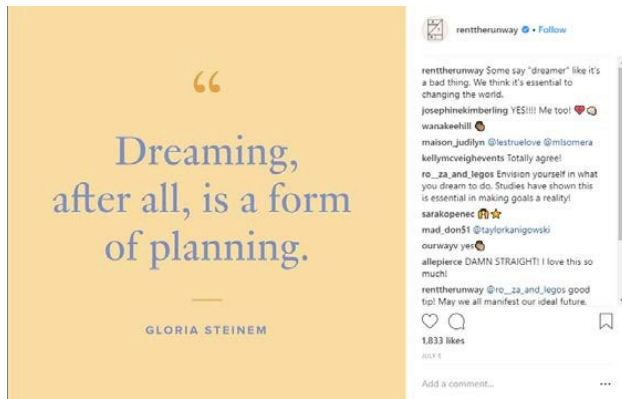 “
Dreaming,
after all, is a form
of planning.
GLORIA STEINEM
renttherunway • Follow
renttherunway Some say "dreamer" like it's
a bad thing. We think it's essential to
changing the world.
josephinekimberling YES!!!! Me too!
wanakeehill
maison_judilyn @lestruelove @mlsomera
kellymcveighevents Totally agree!
ro__za_and_legos Envision yourself in what
you dream to do. Studies have shown this
is essential in making goals a reality!
sarakopenec
mad_don$1 @taylorkanigowski
ourwayv yes
allepierce DAMN STRAIGHT! I love this so
much!
renttherunway @ro__za_and_legos good
tip! May we all manifest our ideal future.
1,833 likes
Add a comment...